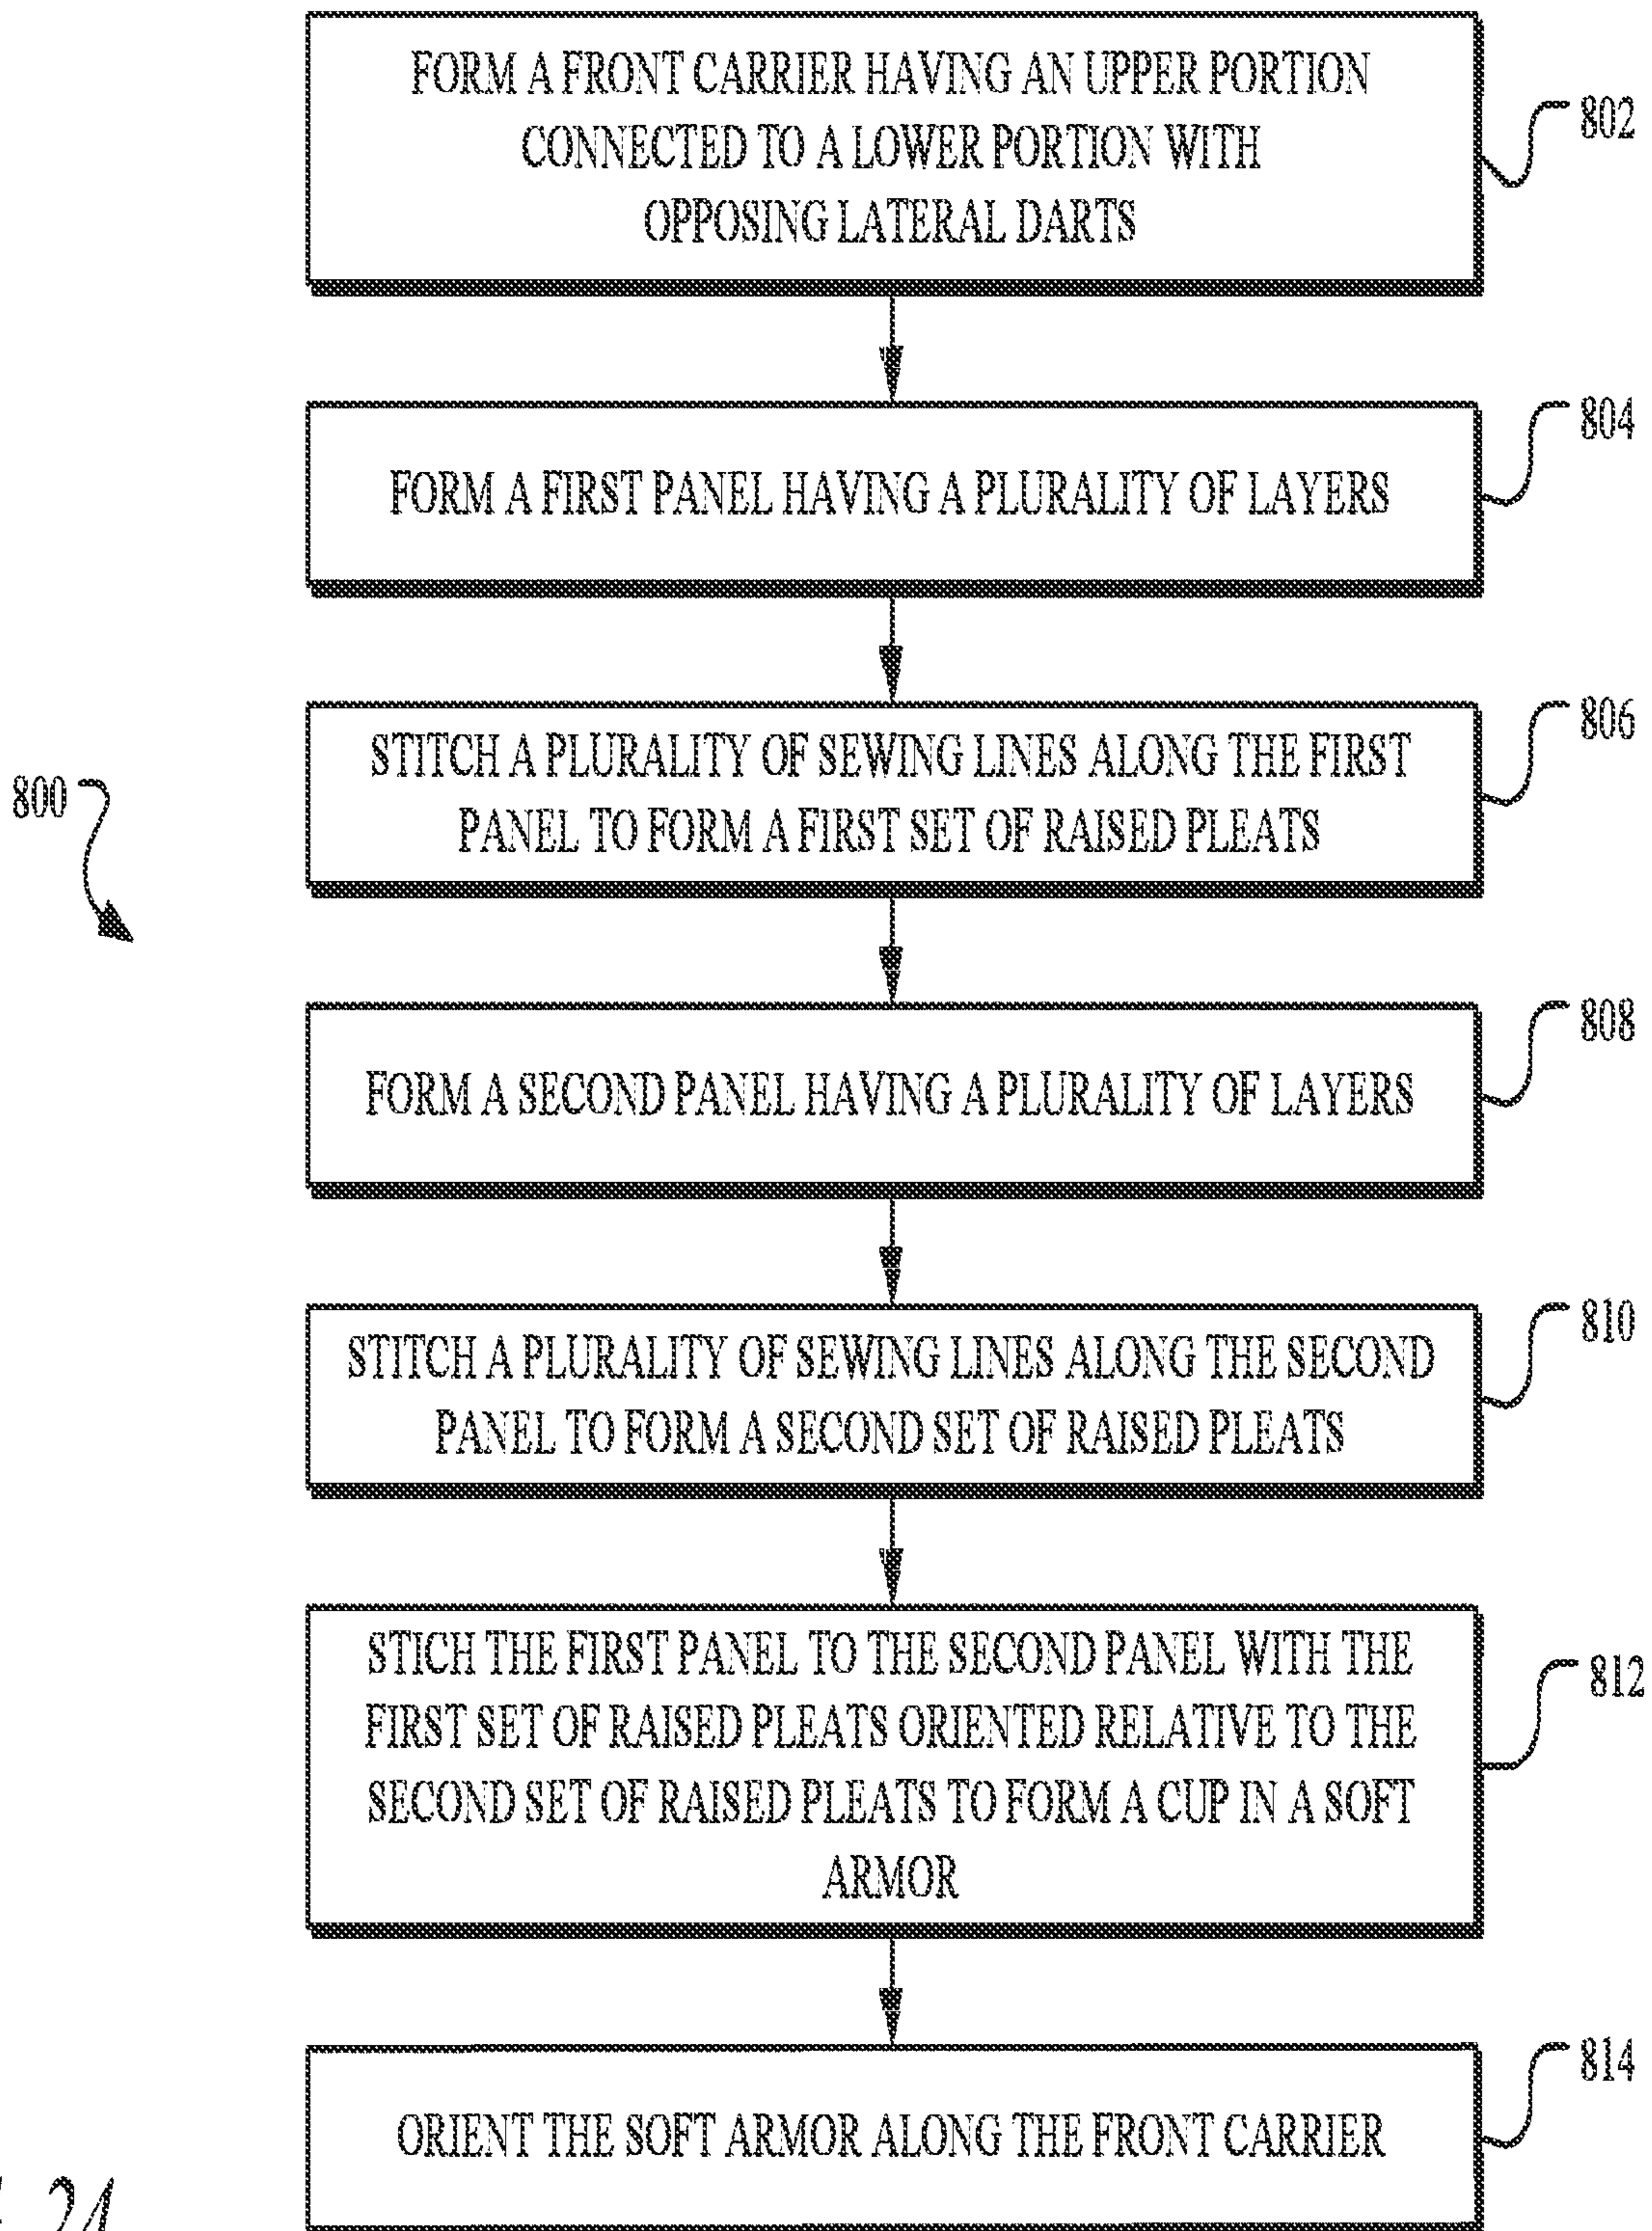 FORM A FRONT CARRIER HAVING AN UPPER PORTION
CONNECTED TO A LOWER PORTION WITH
OPPOSING LATERAL DARTS
802
FORM A FIRST PANEL HAVING A PLURALITY OF LAYERS
804
STITCH A PLURALITY OF SEWING LINES ALONG THE FIRST
PANEL TO FORM A FIRST SET OF RAISED PLEATS
806
800
FORM A SECOND PANEL HAVING A PLURALITY OF LAYERS
808
STITCH A PLURALITY OF SEWING LINES ALONG THE SECOND
PANEL TO FORM A SECOND SET OF RAISED PLEATS
810
STICH THE FIRST PANEL TO THE SECOND PANEL WITH THE
FIRST SET OF RAISED PLEATS ORIENTED RELATIVE TO THE
SECOND SET OF RAISED PLEATS TO FORM A CUP IN A SOFT
ARMOR
812
ORIENT THE SOFT ARMOR ALONG THE FRONT CARRIER
814
24